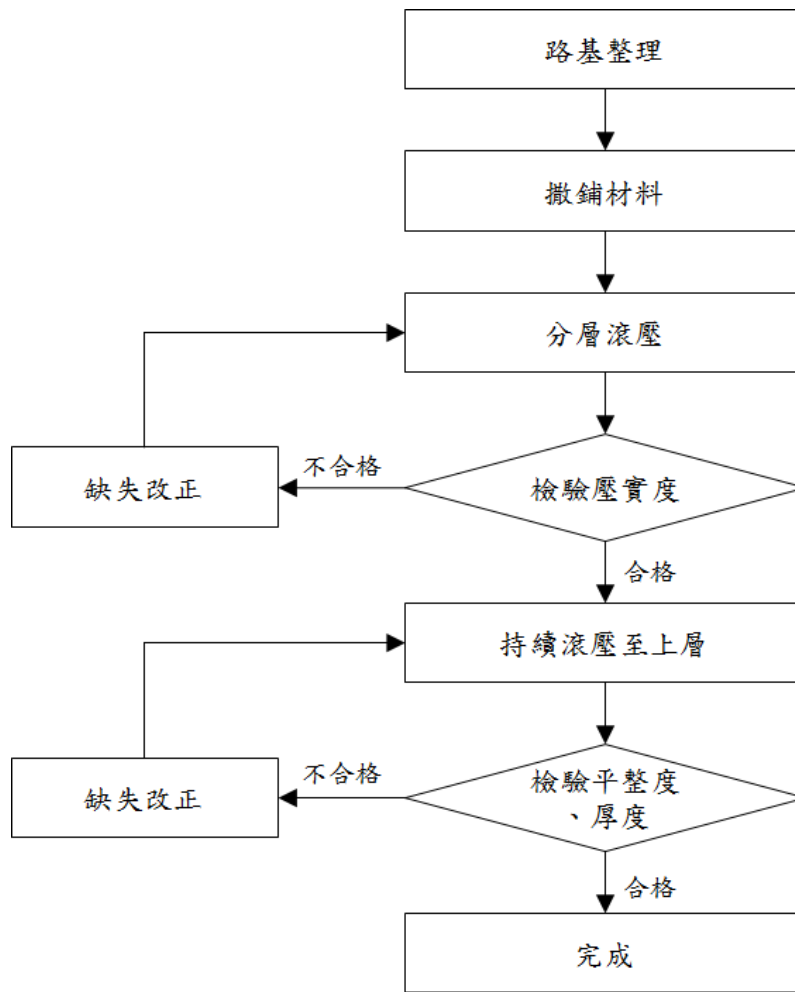 路基整理
撒鋪材料
分層滾壓
不合格
缺失改正
檢驗壓實度
合格
持續滾壓至上層
不合格
缺失改正
檢驗平整度
、厚度
合格
完成